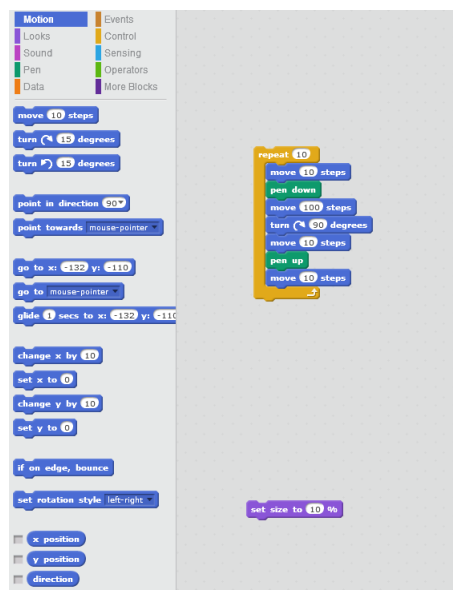 Motion
Looks
Sound
Pen
Data
Events
Control
Sensing
Operators
More Blocks
move 10 steps
turn 15 degrees
turn 15 degrees
point in direction 90
point towards mouse-pointer
go to x: -132 y: -110
go to mouse-pointer
glide 1 secs to x: -132 y: -110
change x by 10
set x to 0
change y by 10
set y to 0
if on edge, bounce
set rotation style left-right
x position
y position
direction
repeat 10
move 10 steps
pen down
move 100 steps
turn 90 degrees
move 10 steps
pen up
move 10 steps
set size to 10 %